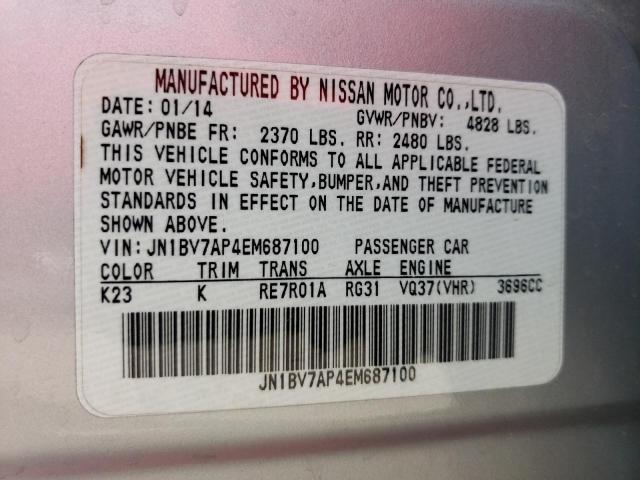 MANUFACTURED BY NISSAN MOTOR CO.,LTD.
DATE: 01/14 GVWR/PNBV: 4828 LBS.
GAWR/PNBE FR: 2370 LBS. RR: 2480 LBS.
THIS VEHICLE CONFORMS TO ALL APPLICABLE FEDERAL
MOTOR VEHICLE SAFETY,BUMPER,AND THEFT PREVENTION
STANDARDS IN EFFECT ON THE DATE OF MANUFACTURE
SHOWN ABOVE.
VIN:JN1BV7AP4EM687100 PASSENGER CAR
COLOR TRIM TRANS AXLE ENGINE
K23 K RE7R01A RG31 VQ37(VHR) 3696CC
JN1BV7AP4EM687100